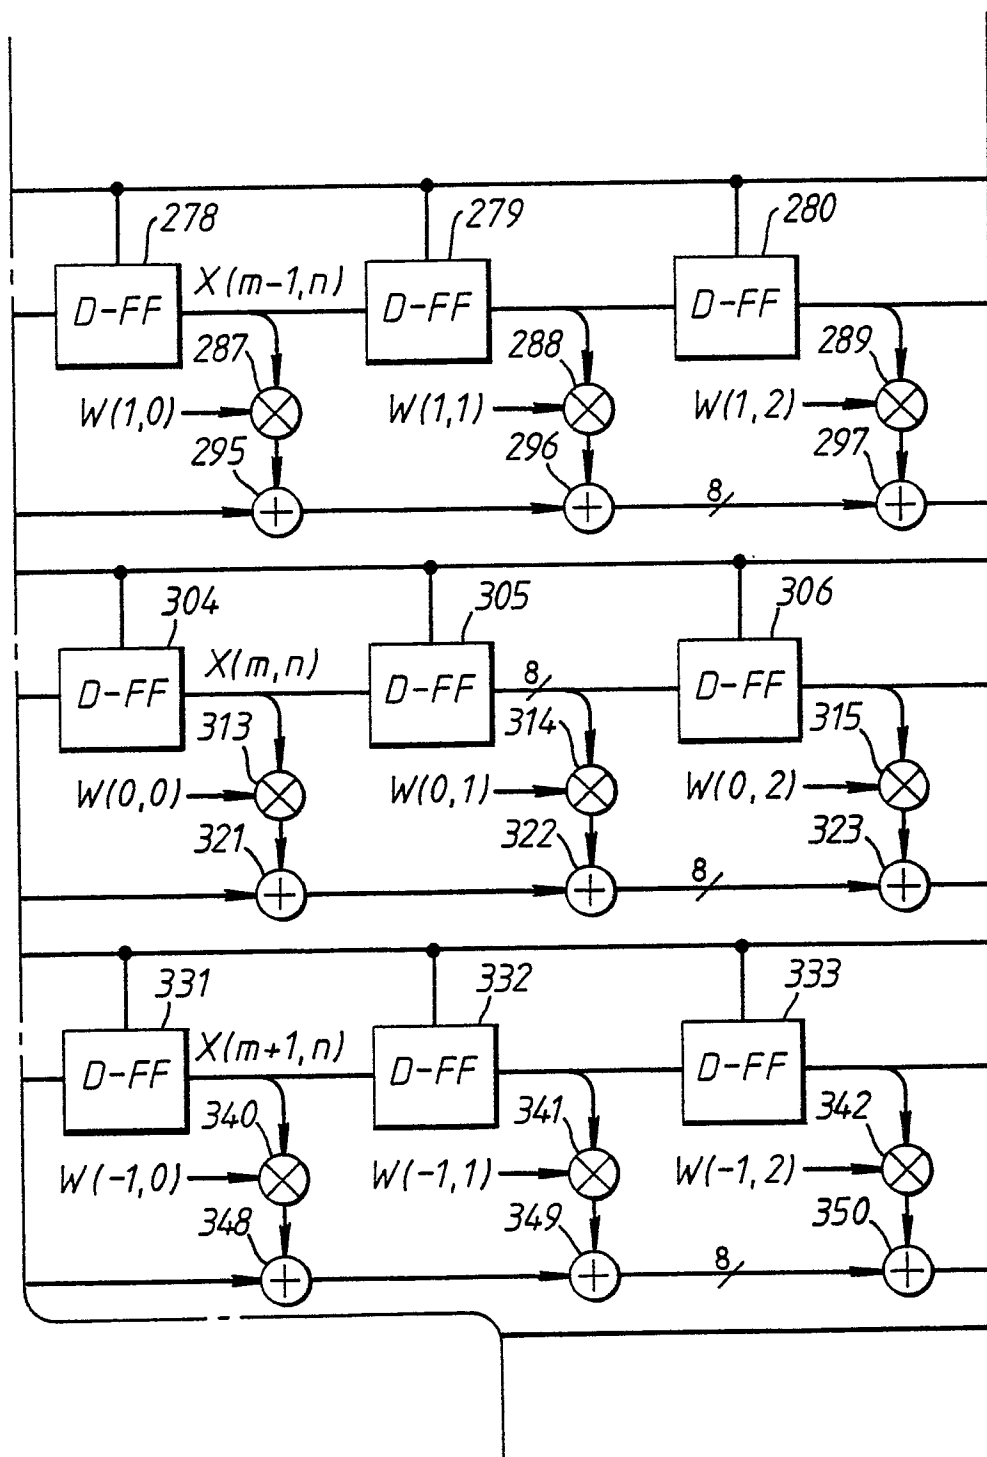 278 279 280
X(m-1,n)
D-FF D-FF D-FF
287 288 289
W(1,0) W(1,1) W(1,2)
295 296 297
8
304 305 306
X(m,n) 8
D-FF D-FF D-FF
313 314 315
W(0,0) W(0,1) W(0,2)
321 322 323
8
331 332 333
X(m+1,n)
D-FF D-FF D-FF
340 341 342
W(-1,0) W(-1,1) W(-1,2)
348 349 350
8